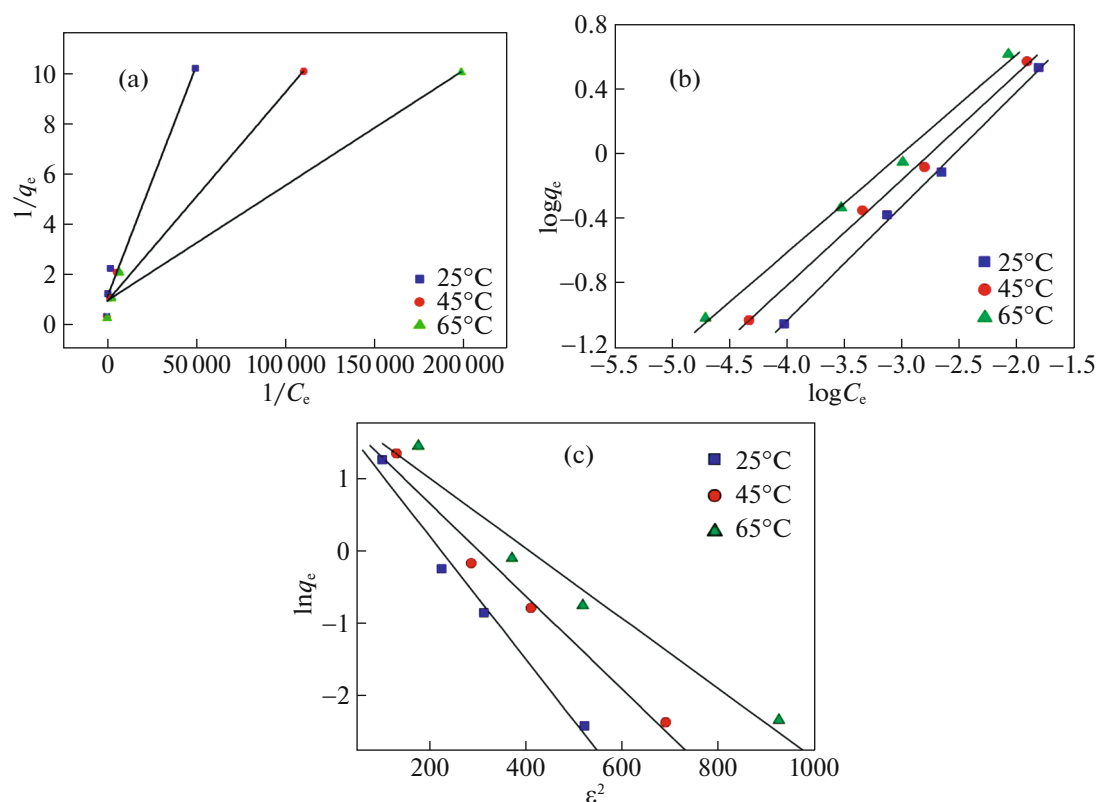 (a)
10
8
6
4
2
0
1/qₑ
0
50 000
100 000
150 000
200 000
1/Cₑ
25°C
45°C
65°C
(b)
0.8
0.4
0
−0.4
−0.8
−1.2
logqₑ
−5.5
−5.0
−4.5
−4.0
−3.5
−3.0
−2.5
−2.0
−1.5
logCₑ
25°C
45°C
65°C
(c)
1
0
−1
−2
lnqₑ
200
400
600
800
1000
ε²
25°C
45°C
65°C